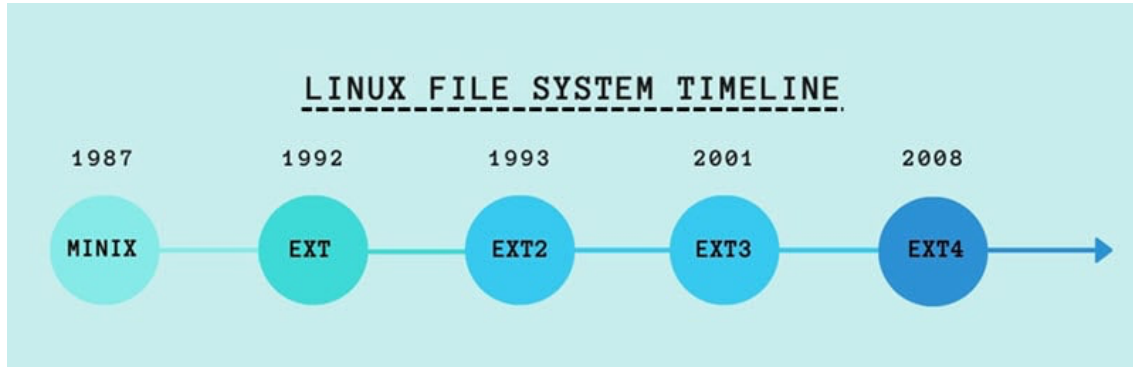 LINUX FILE SYSTEM TIMELINE
1987 1992 1993 2001 2008
MINIX EXT EXT2 EXT3 EXT4